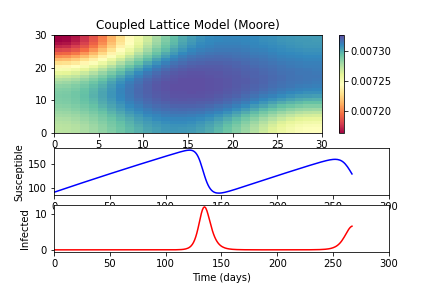 Coupled Lattice Model (Moore)
30
20
10
0
0 5 10 15 20 25 30
0.00730
0.00725
0.00720
Susceptible
150
100
0 50 100 150 200 250 300
Infected
10
0
0 50 100 150 200 250 300
Time (days)